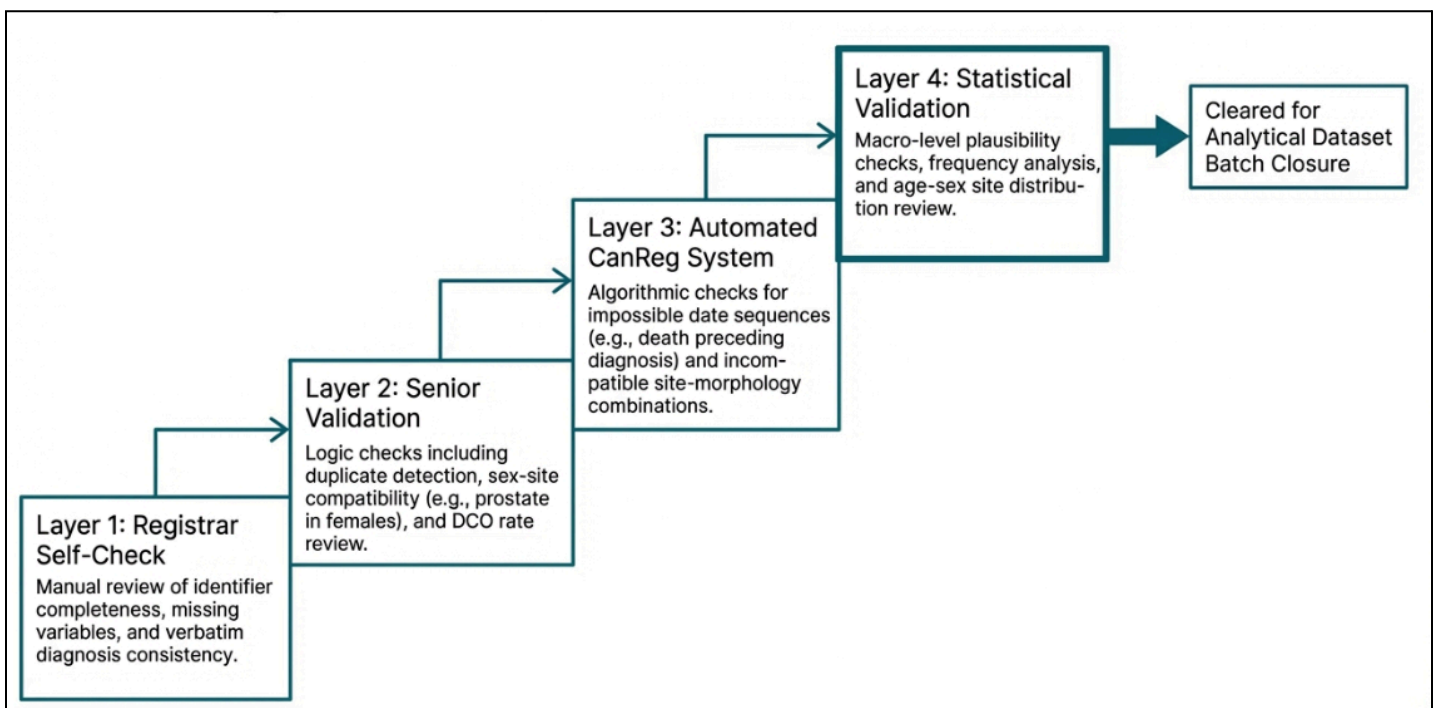 Layer 1: Registrar
Self-Check
Manual review of identifier
completeness, missing
variables, and verbatim
diagnosis consistency.
Layer 2: Senior
Validation
Logic checks including
duplicate detection, sex-site
compatibility (e.g., prostate
in females), and DCO rate
review.
Layer 3: Automated
CanReg System
Algorithmic checks for
impossible date sequences
(e.g., death preceding
diagnosis) and incom-
patible site-morphology
combinations.
Layer 4: Statistical
Validation
Macro-level plausibility
checks, frequency analysis,
and age-sex site distribu-
tion review.
Cleared for
Analytical Dataset
Batch Closure